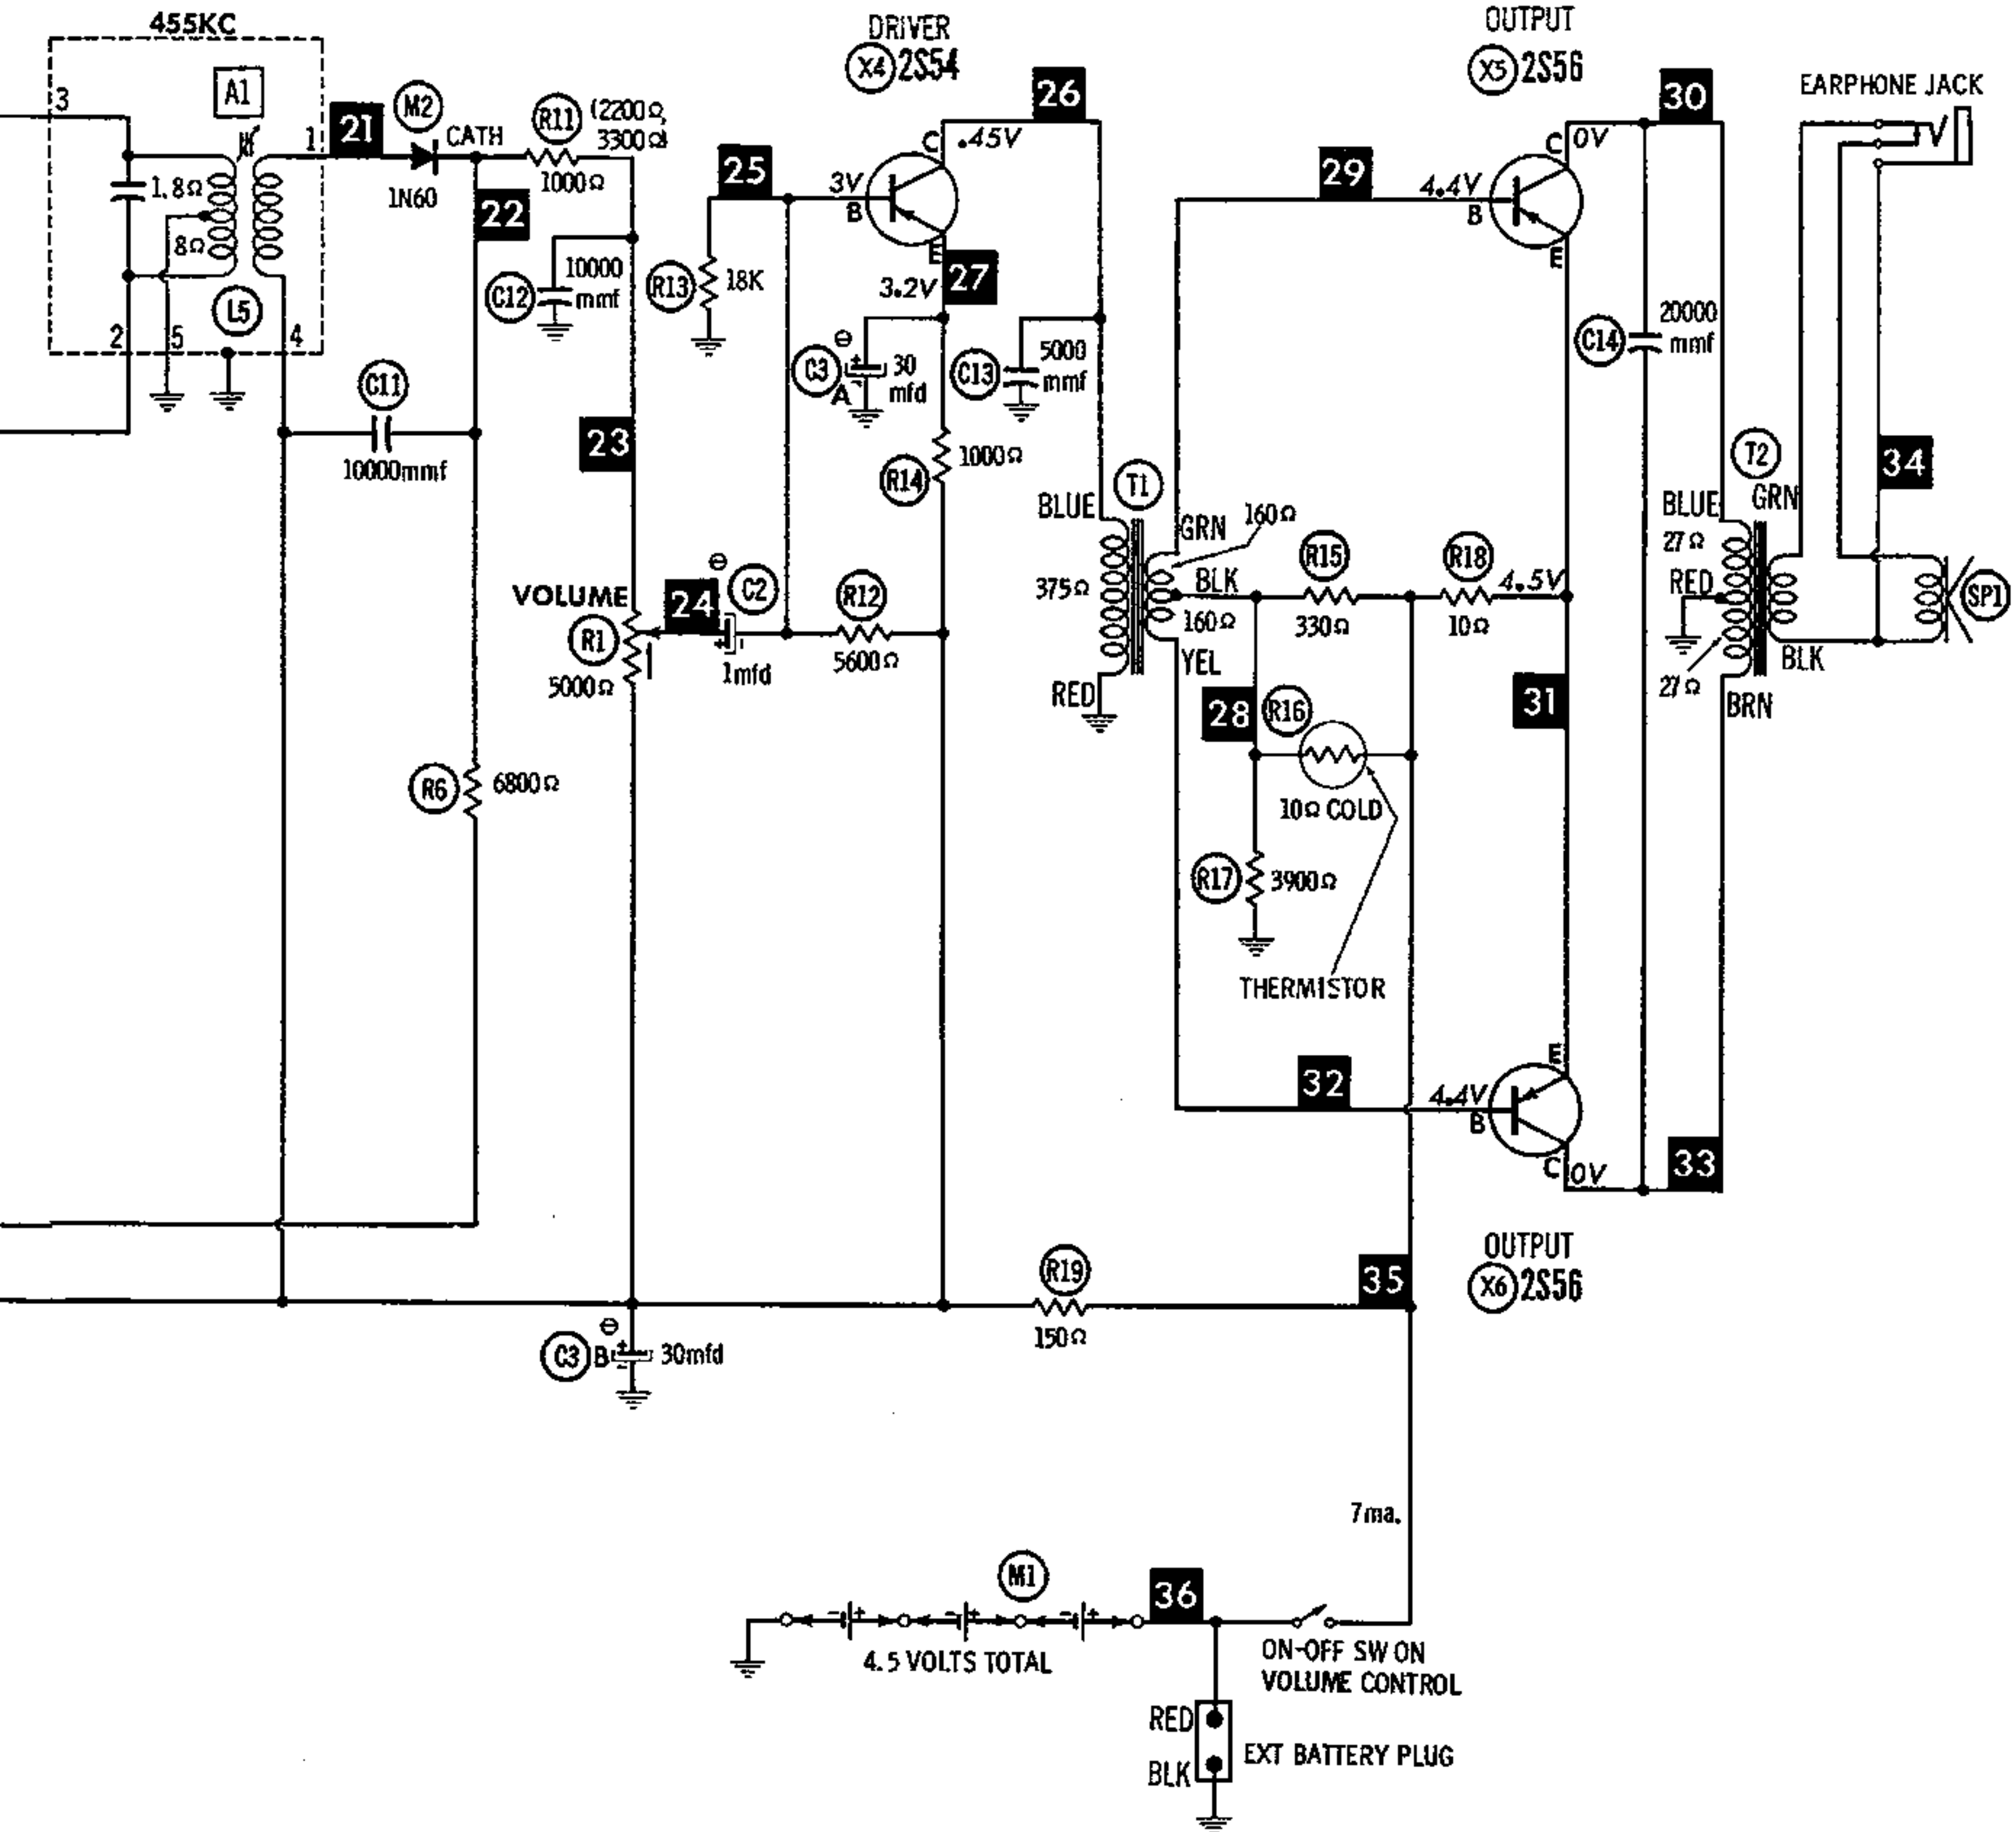 455KC
3
A1
1
21
M2
CATH
R11
(2200Ω,
3300Ω)
1000Ω
1N60
22
1.8Ω
8Ω
L5
2
5
4
C12
10000
mmf
C11
10000mmf
23
R6
6800Ω
DRIVER
X4 2S54
C
.45V
26
25
3V
B
E
27
3.2V
R13
18K
C3
A
+
-
30
mfd
C13
5000
mmf
R14
1000Ω
VOLUME
R1
5000Ω
24
C2
+
-
1mfd
R12
5600Ω
T1
BLUE
375Ω
RED
GRN
160Ω
BLK
160Ω
YEL
R15
330Ω
R18
10Ω
4.5V
28
R16
10Ω COLD
R17
3900Ω
THERMISTOR
OUTPUT
X5 2S56
C
0V
30
29
4.4V
B
E
C14
20000
mmf
31
32
4.4V
B
E
C
0V
33
OUTPUT
X6 2S56
EARPHONE JACK
34
T2
GRN
BLUE
27Ω
RED
27Ω
BLK
BRN
SP1
R19
150Ω
35
C3
B
+
-
30mfd
7ma.
M1
- + - + - +
36
4.5 VOLTS TOTAL
ON-OFF SW ON
VOLUME CONTROL
RED
BLK
EXT BATTERY PLUG